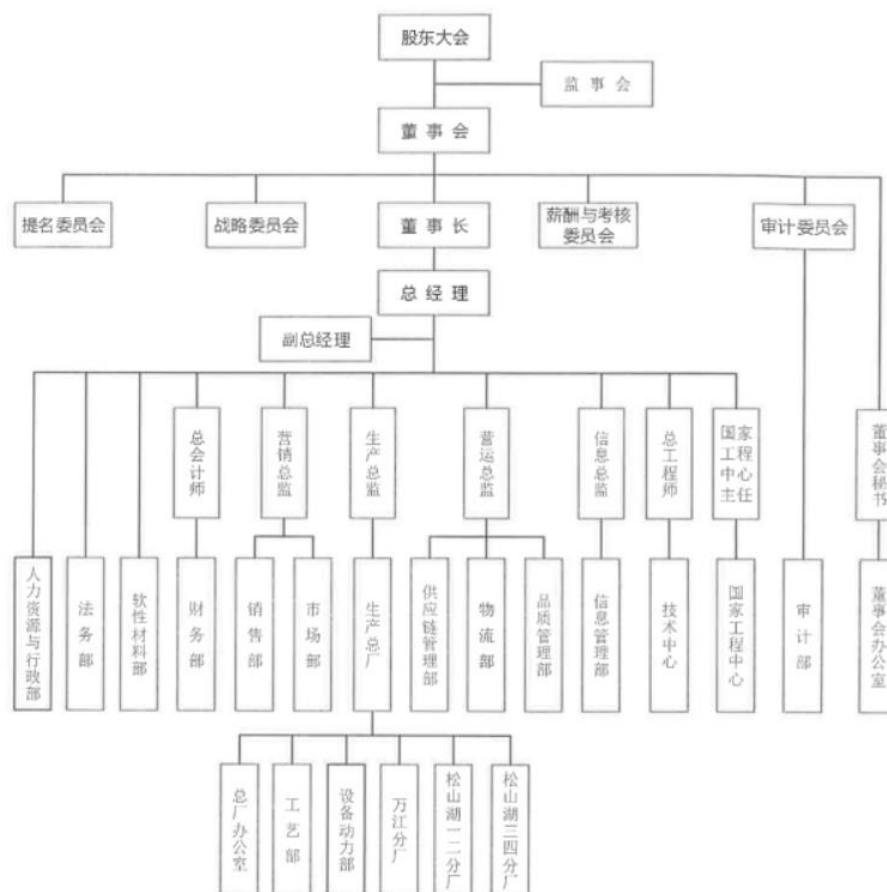 股东大会
监事会
董事会
提名委员会
战略委员会
董事长
薪酬与考核
委员会
审计委员会
总经理
副总经理
总会计师
营销总监
生产总监
营运总监
信息总监
总工程师
国家工程中心主任
董事会秘书
人力资源与行政部
法务部
软性材料部
财务部
销售部
市场部
生产总厂
供应链管理部
物流部
品质管理部
信息管理部
技术中心
国家工程中心
审计部
董事会办公室
总厂办公室
工艺部
设备动力部
万江分厂
松山湖一二分厂
松山湖三四分厂